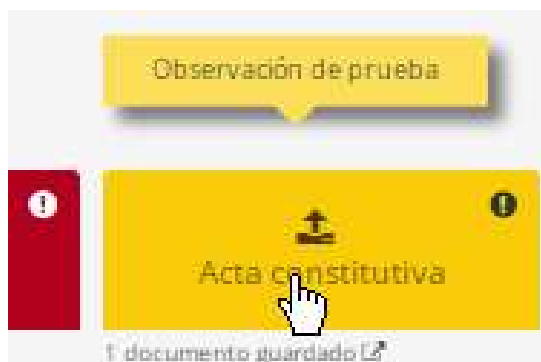 Observación de prueba
Acta constitutiva
1 documento guardado